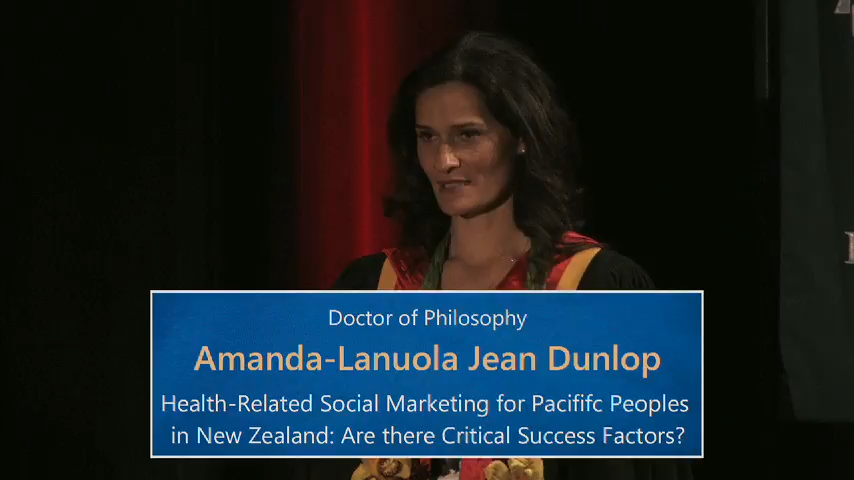 Doctor of Philosophy
Amanda-Lanuola Jean Dunlop
Health-Related Social Marketing for Pacififc Peoples
in New Zealand: Are there Critical Success Factors?